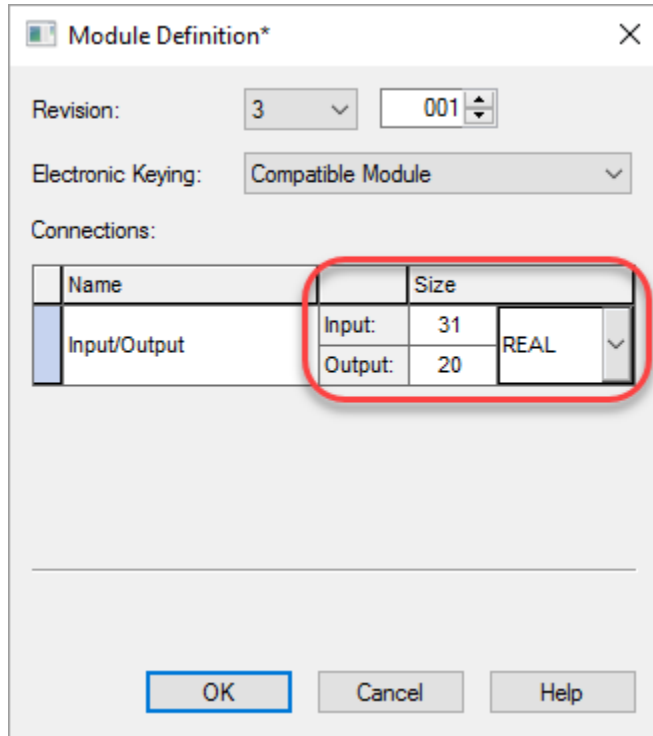 Module Definition*
Revision: 3 001
Electronic Keying: Compatible Module
Connections:
Name Size
Input/Output Input: 31 REAL
Output: 20
OK Cancel Help